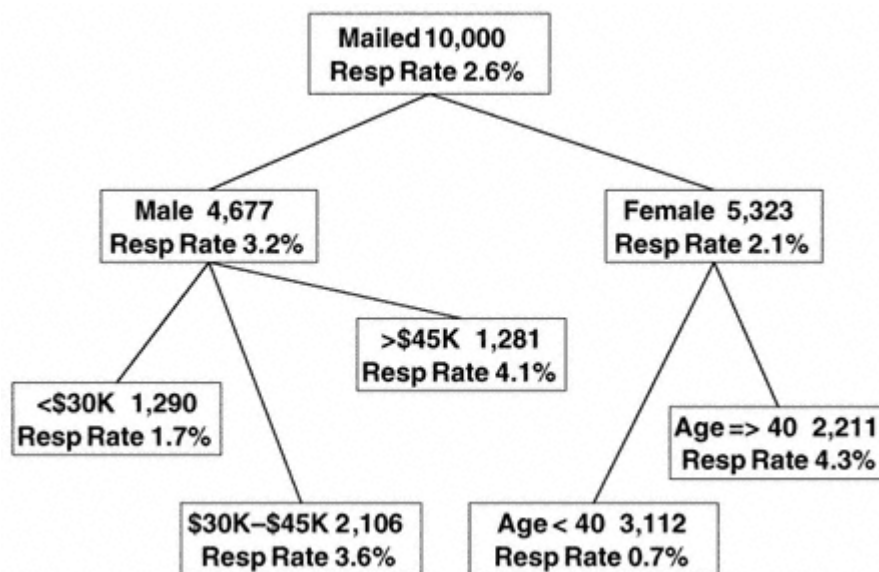 Mailed 10,000
Resp Rate 2.6%
Male 4,677
Resp Rate 3.2%
Female 5,323
Resp Rate 2.1%
>$45K 1,281
Resp Rate 4.1%
<$30K 1,290
Resp Rate 1.7%
Age => 40 2,211
Resp Rate 4.3%
$30K–$45K 2,106
Resp Rate 3.6%
Age < 40 3,112
Resp Rate 0.7%